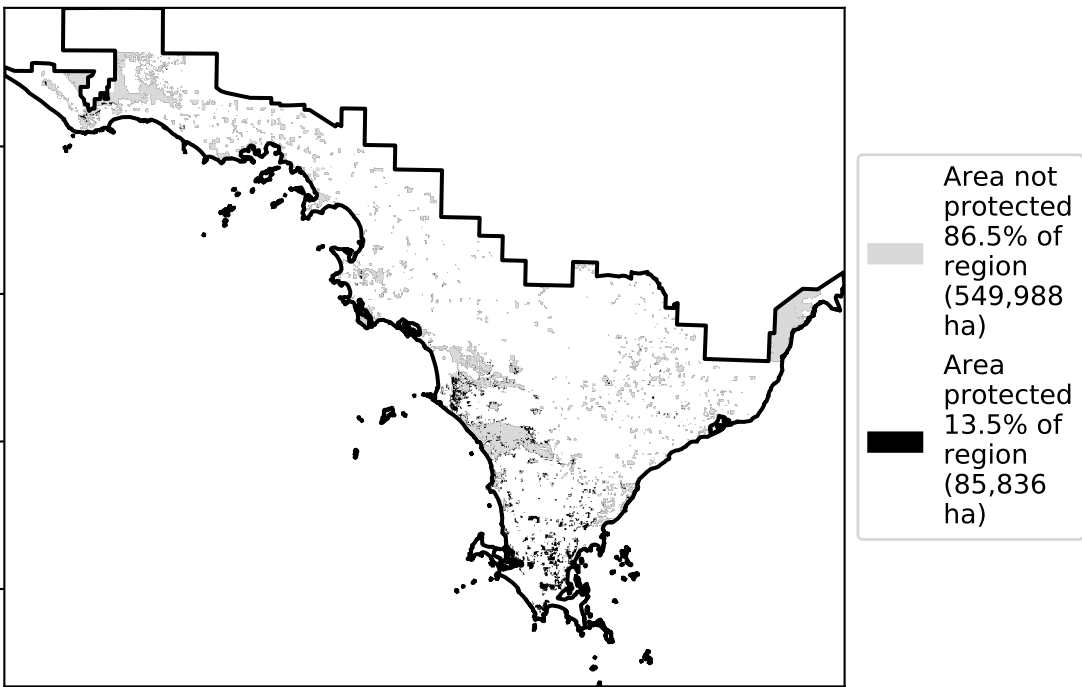 Area not
protected
86.5% of
region
(549,988
ha)
Area
protected
13.5% of
region
(85,836
ha)